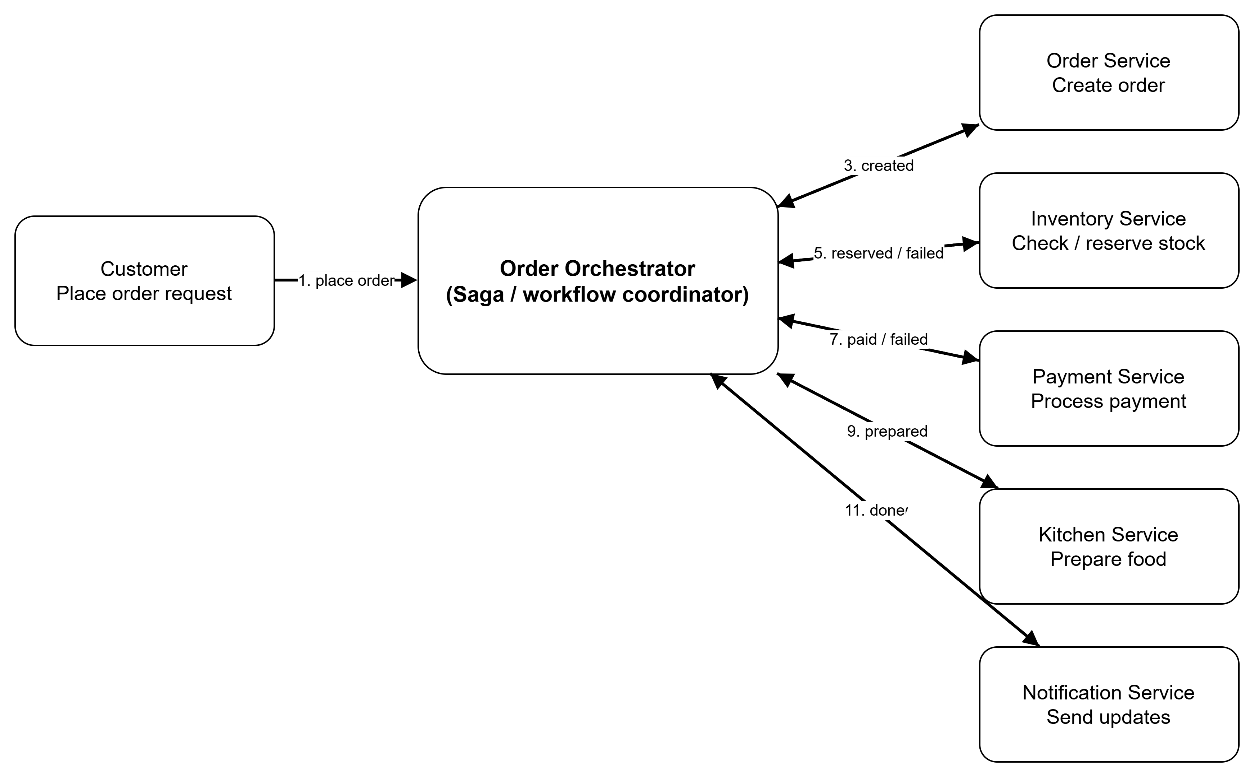 Order Service
Create order
3. created
Inventory Service
Check / reserve stock
Customer
Place order request
1. place order
Order Orchestrator
(Saga / workflow coordinator)
5. reserved / failed
7. paid / failed
Payment Service
Process payment
9. prepared
11. done
Kitchen Service
Prepare food
Notification Service
Send updates